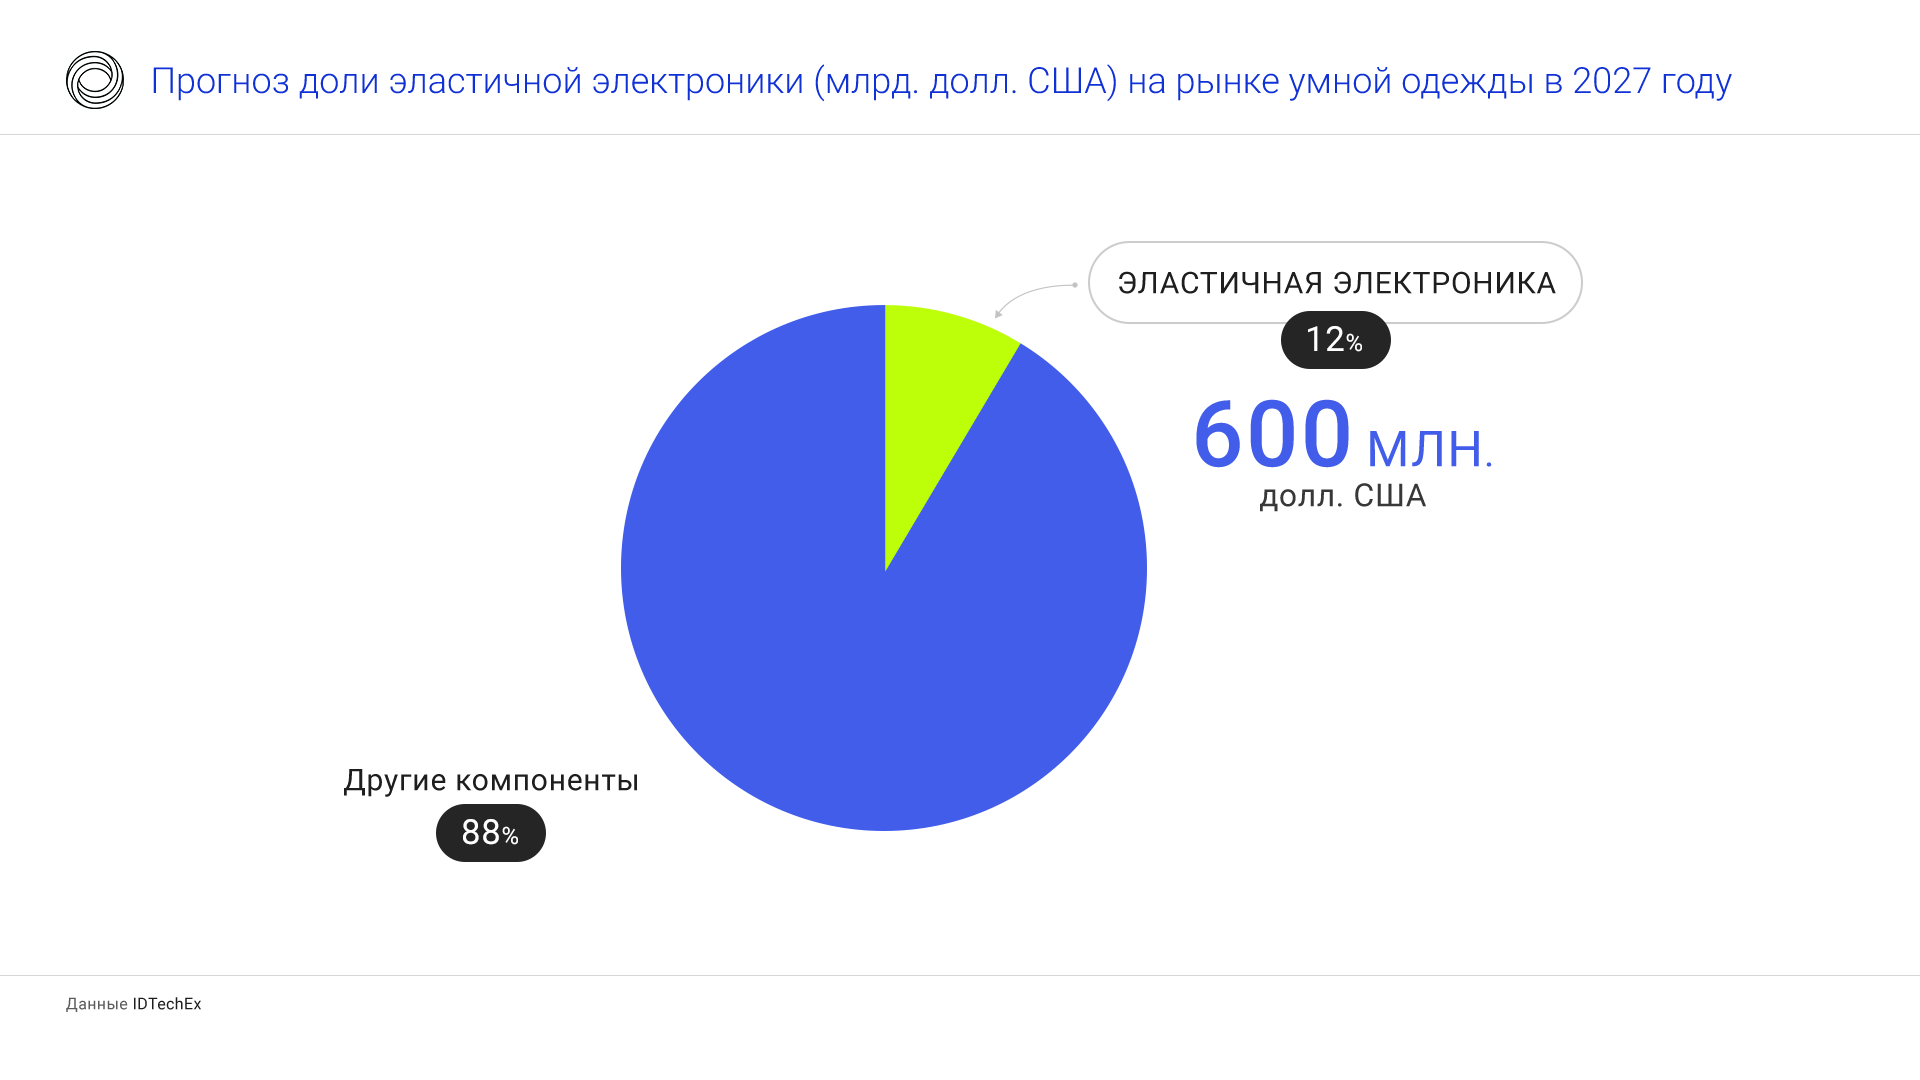 Прогноз доли эластичной электроники (млрд. долл. США) на рынке умной одежды в 2027 году
ЭЛАСТИЧНАЯ ЭЛЕКТРОНИКА
12%
600 МЛН.
долл. США
Другие компоненты
88%
Данные IDTechEx